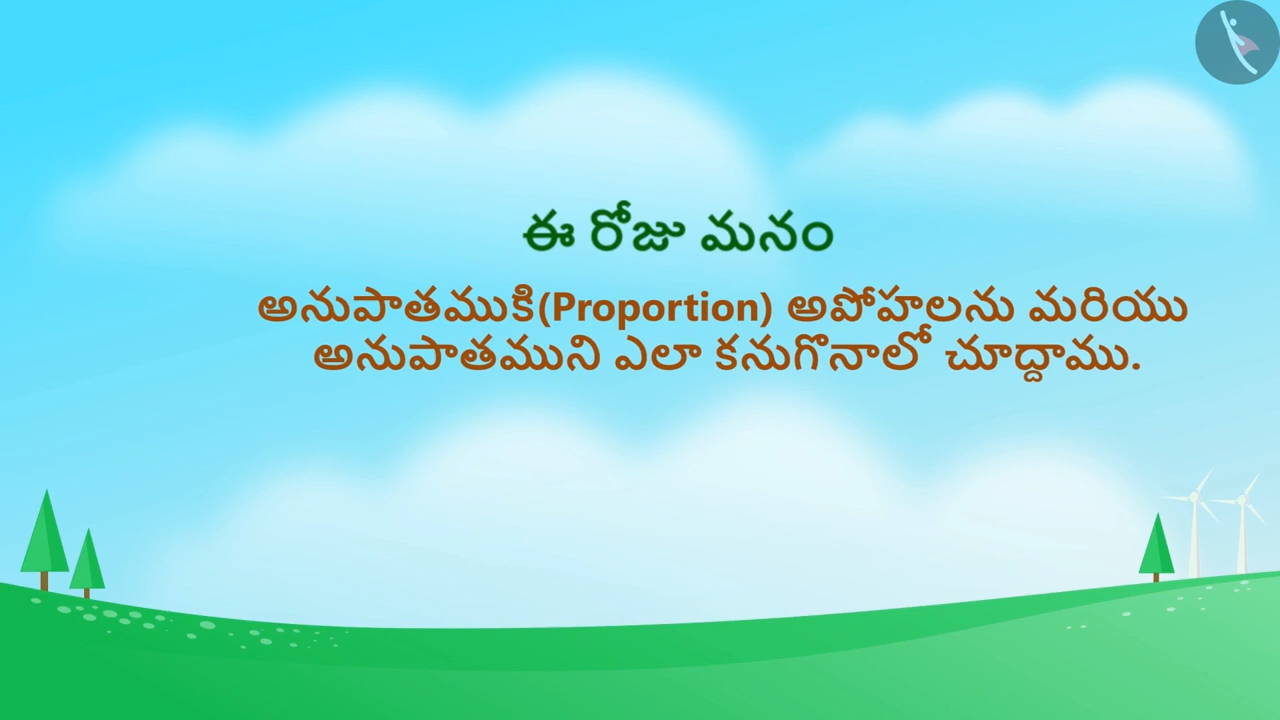 ఈ రోజు మనం
అనుపాతముకి(Proportion) అపోహలను మరియు
అనుపాతముని ఎలా కనుగొనాలో చూద్దాము.